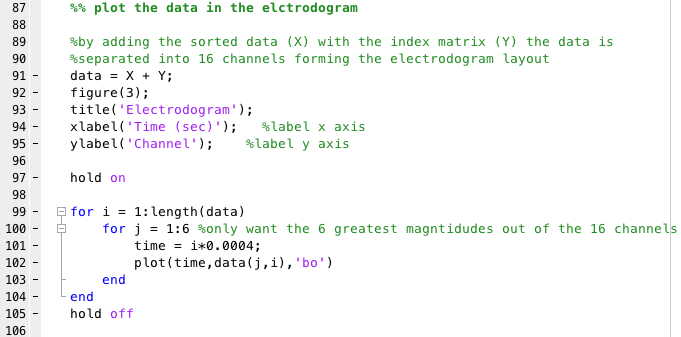 87 %% plot the data in the elctrodogram
88
89 %by adding the sorted data (X) with the index matrix (Y) the data is
90 %separated into 16 channels forming the electrodogram layout
91 - data = X + Y;
92 - figure(3);
93 - title('Electrodogram');
94 - xlabel('Time (sec)'); %label x axis
95 - ylabel('Channel'); %label y axis
96
97 - hold on
98
99 - for i = 1:length(data)
100 - for j = 1:6 %only want the 6 greatest magntidudes out of the 16 channels
101 - time = i*0.0004;
102 - plot(time,data(j,i),'bo')
103 - end
104 - end
105 - hold off
106